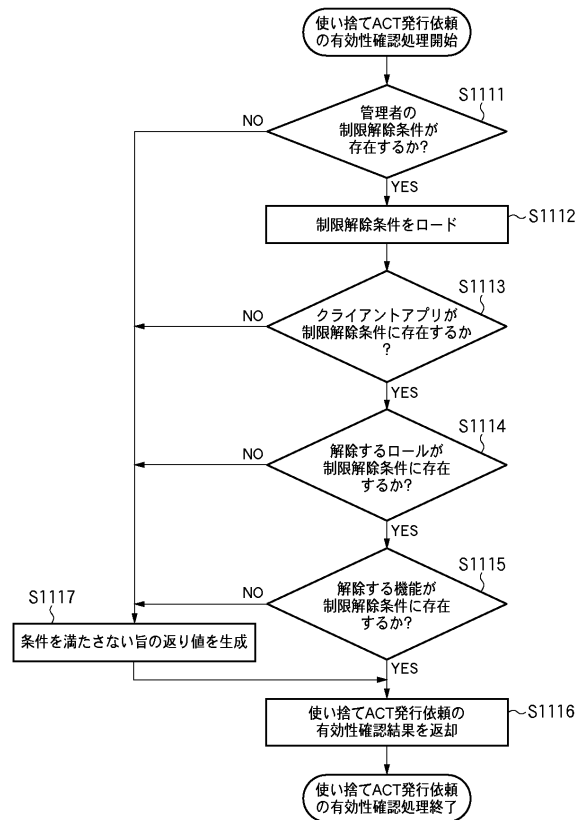 使い捨てACT発行依頼
の有効性確認処理開始
S1111
管理者の
制限解除条件が
存在するか?
NO
YES
制限解除条件をロード
S1112
S1113
クライアントアプリが
制限解除条件に存在するか
?
NO
YES
S1114
解除するロールが
制限解除条件に存在
するか?
NO
YES
S1115
解除する機能が
制限解除条件に存在
するか?
NO
YES
S1117
条件を満たさない旨の返り値を生成
使い捨てACT発行依頼の
有効性確認結果を返却
S1116
使い捨てACT発行依頼
の有効性確認処理終了